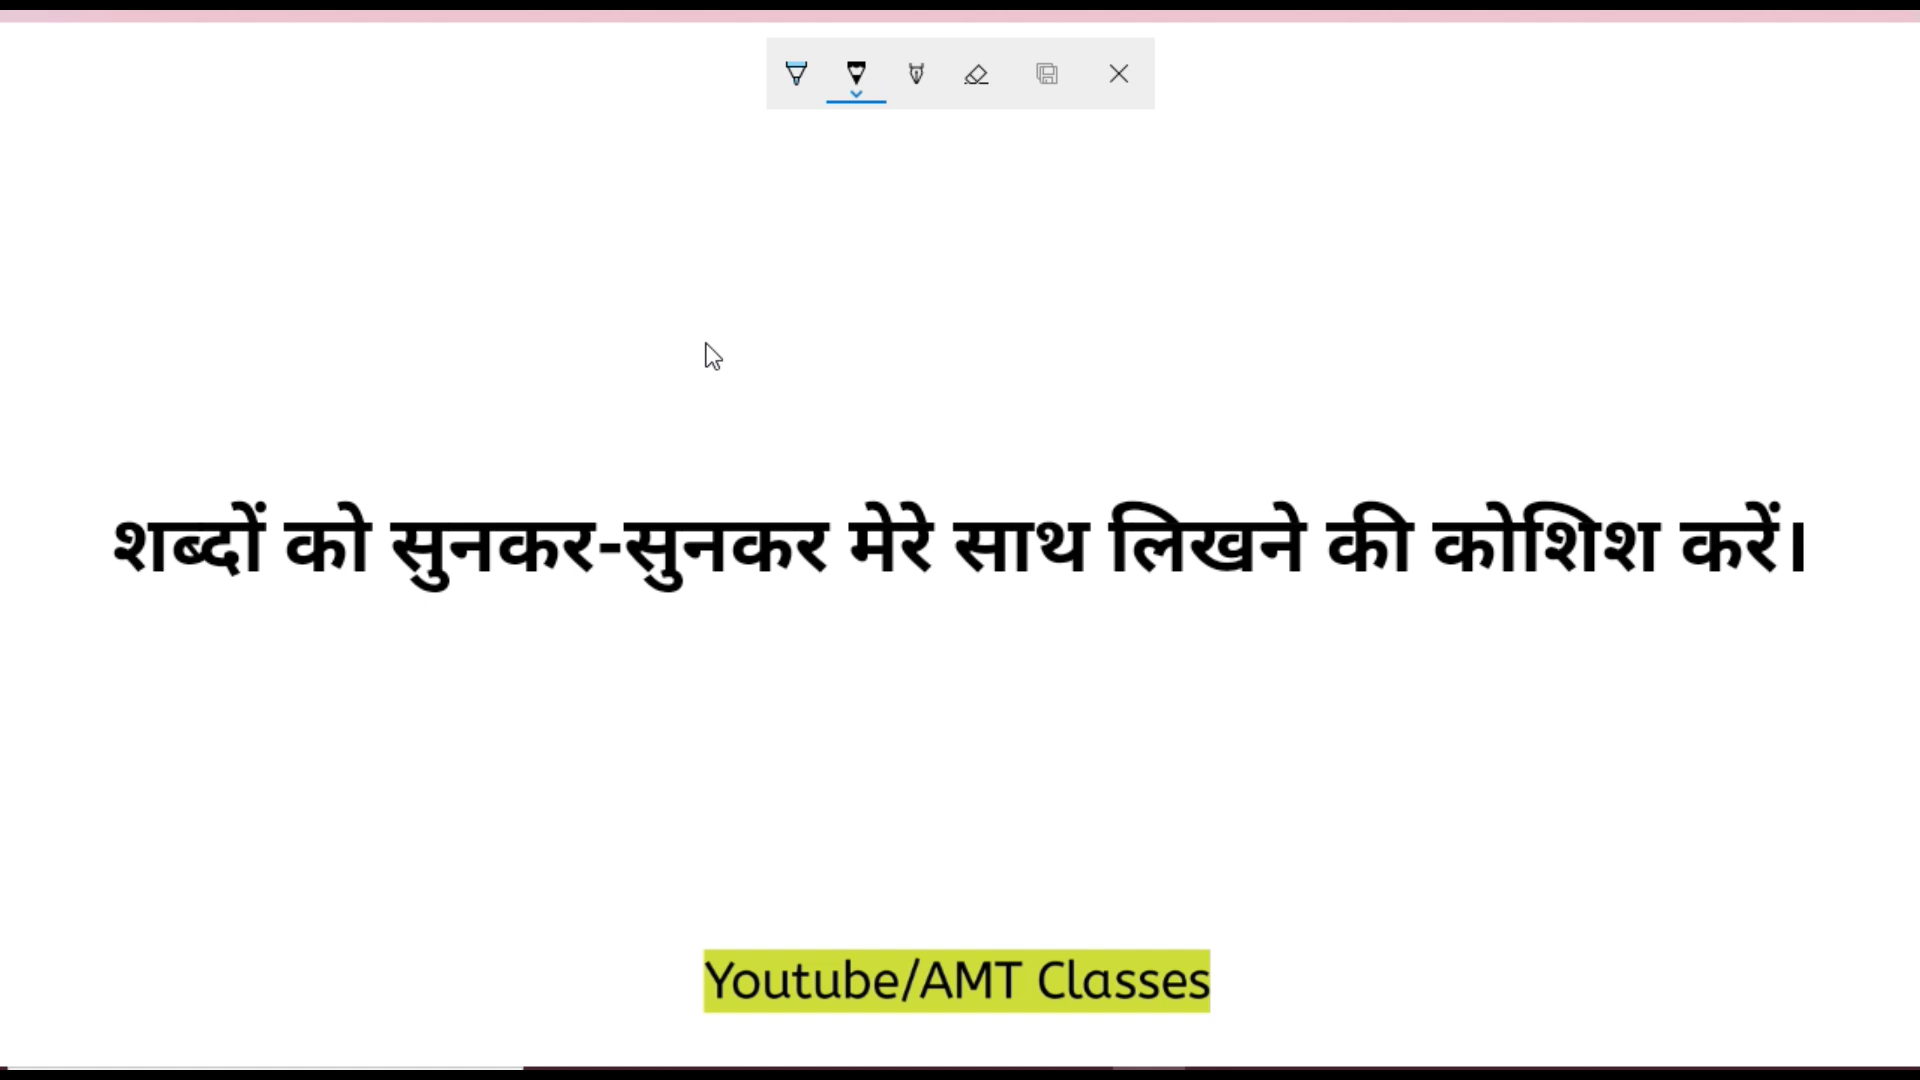 शब्दों को सुनकर-सुनकर मेरे साथ लिखने की कोशिश करें।
Youtube/AMT Classes